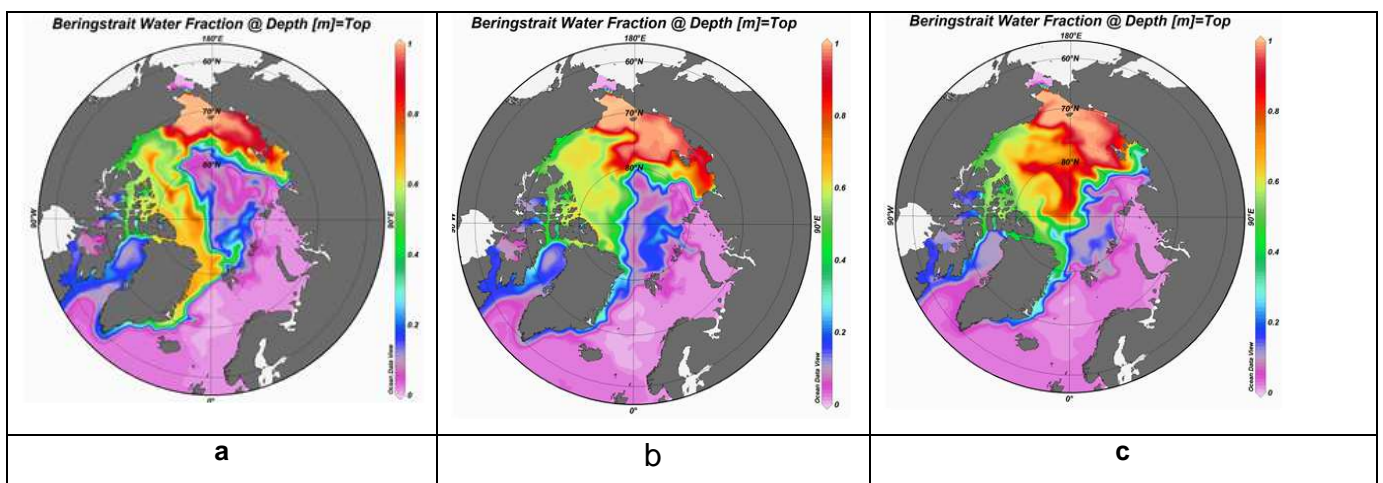 Beringstrait Water Fraction @ Depth [m]=Top
180°E
60°N
70°N
80°N
90°W
90°E
0°
1
0.8
0.6
0.4
0.2
0
Ocean Data View
a
Beringstrait Water Fraction @ Depth [m]=Top
180°E
60°N
70°N
80°N
90°E
0°
1
0.8
0.6
0.4
0.2
0
Ocean Data View
b
Beringstrait Water Fraction @ Depth [m]=Top
180°E
60°N
70°N
80°N
90°W
90°E
0°
1
0.8
0.6
0.4
0.2
0
Ocean Data View
c